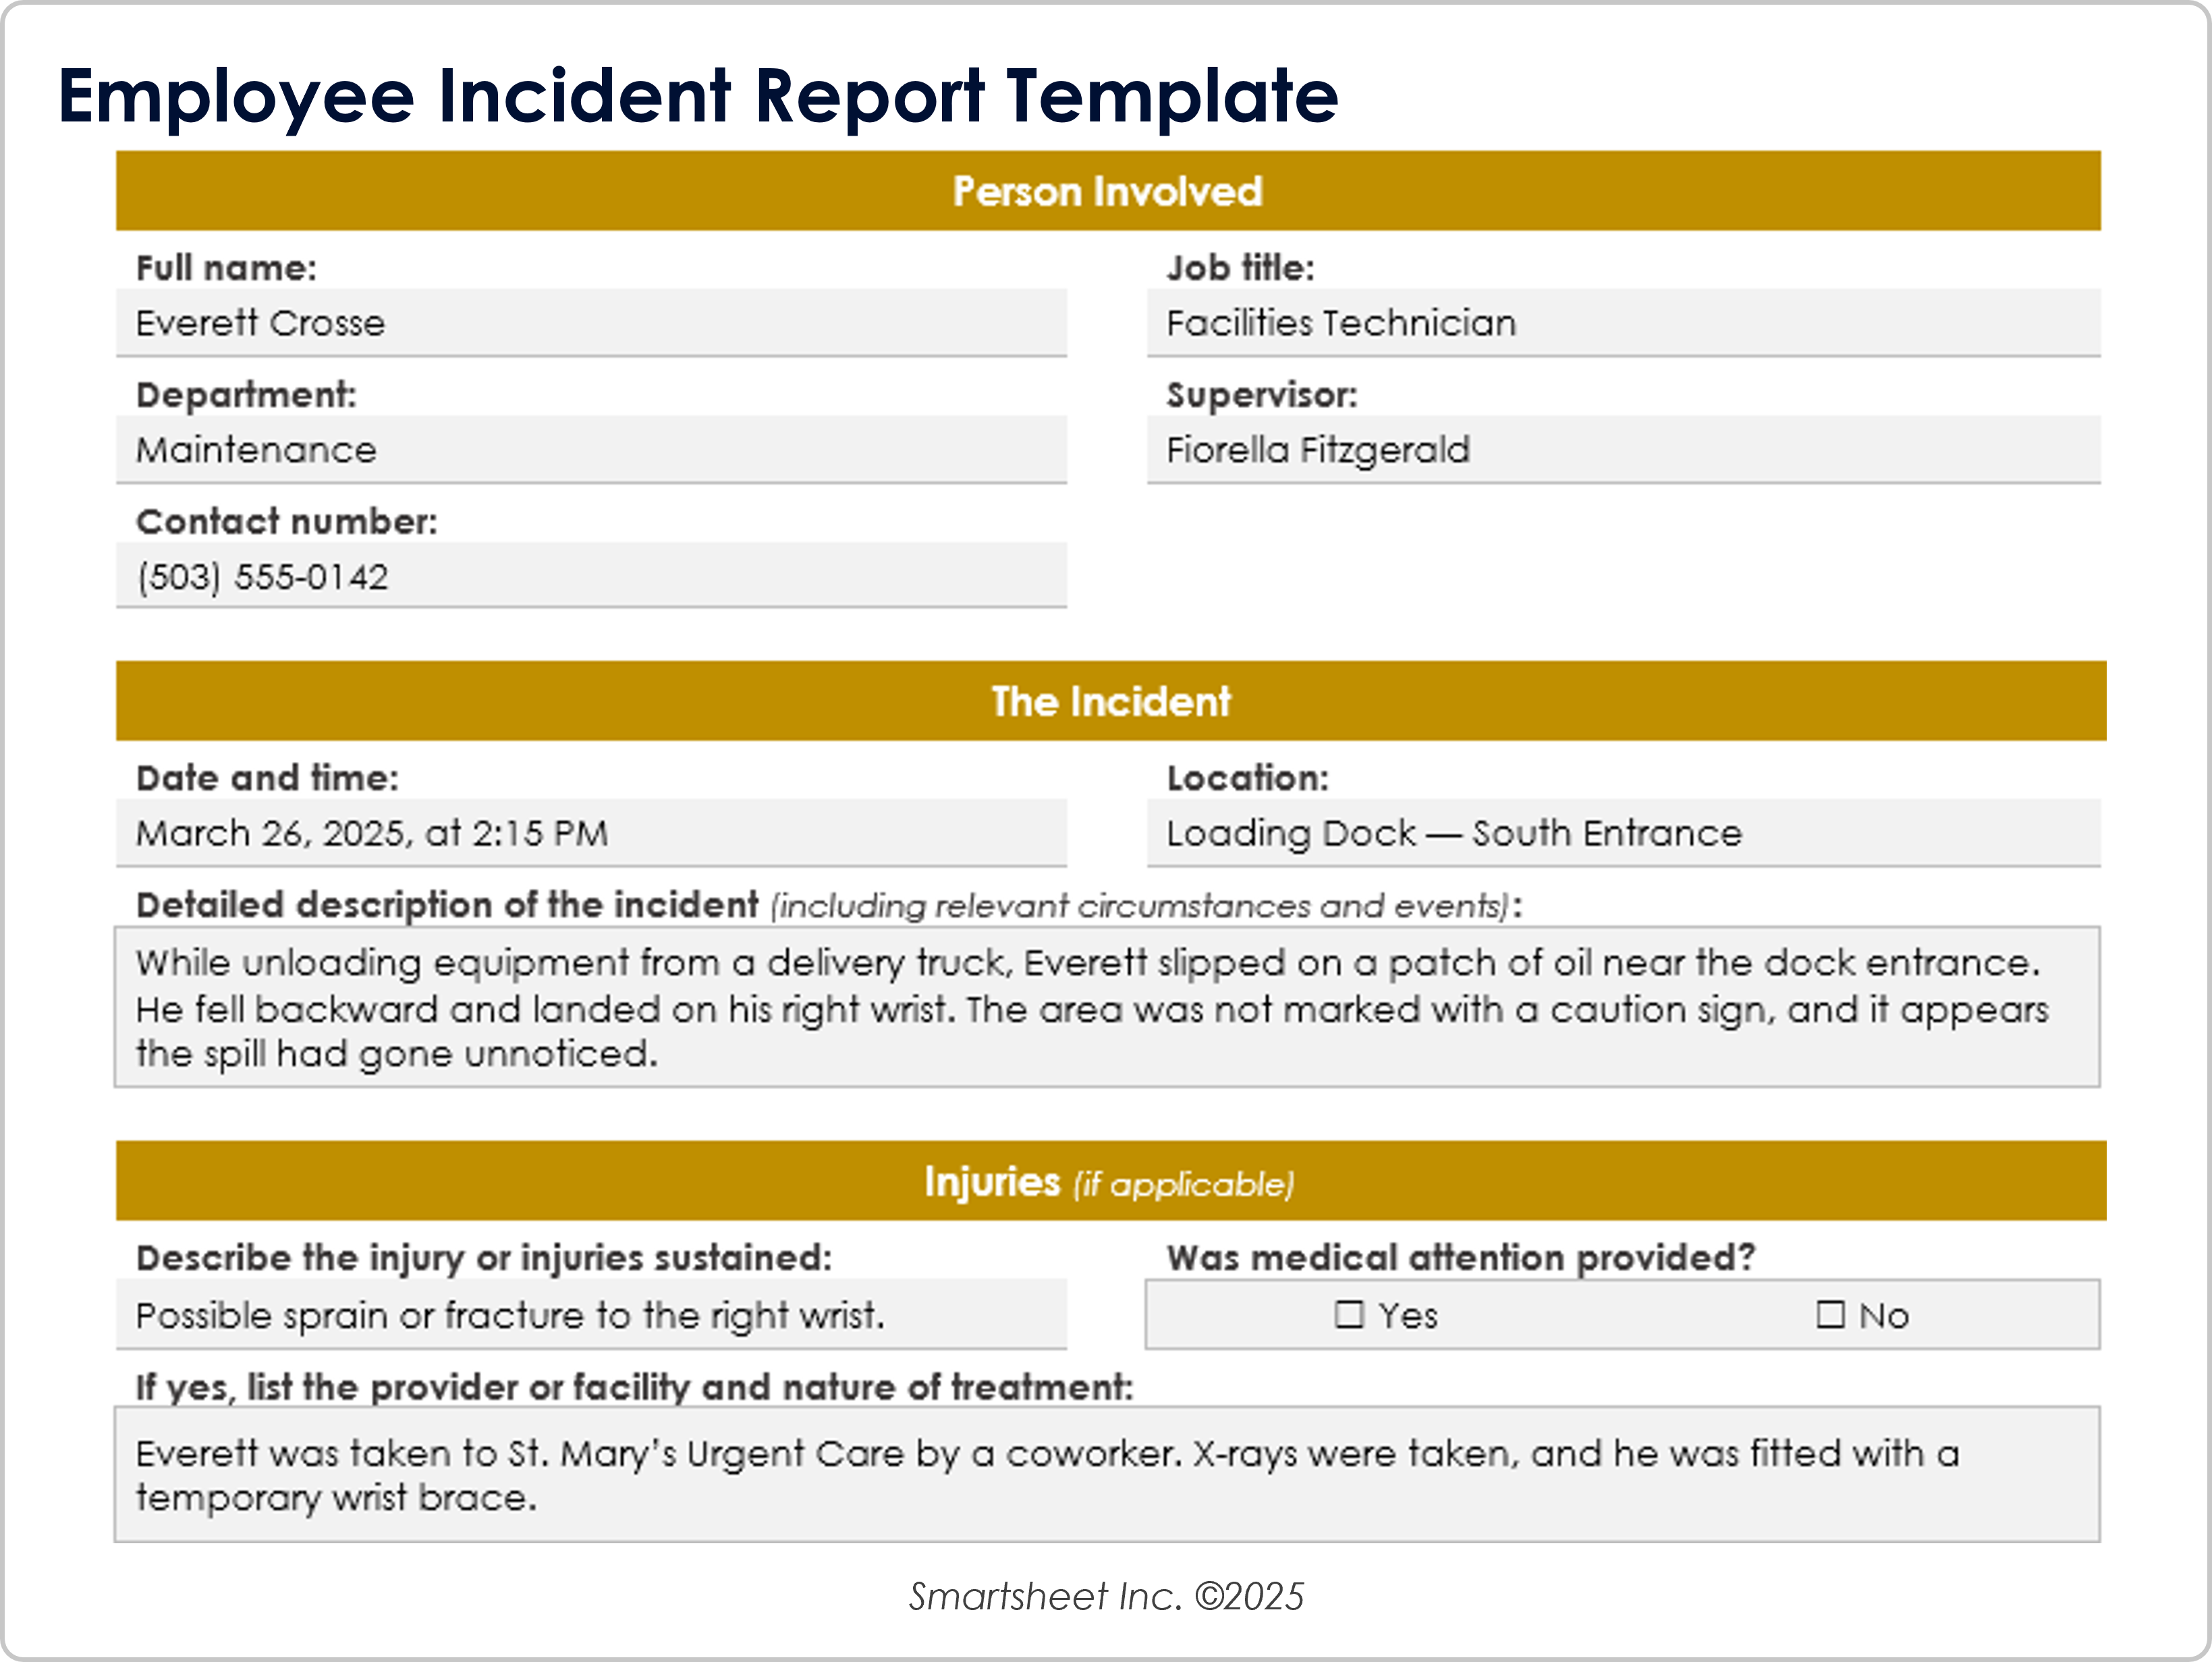 Employee Incident Report Template
Person Involved
Full name:
Job title:
Everett Crosse
Facilities Technician
Department:
Supervisor:
Maintenance
Fiorella Fitzgerald
Contact number:
(503) 555-0142
The Incident
Date and time:
Location:
March 26, 2025, at 2:15 PM
Loading Dock — South Entrance
Detailed description of the incident (including relevant circumstances and events):
While unloading equipment from a delivery truck, Everett slipped on a patch of oil near the dock entrance.
He fell backward and landed on his right wrist. The area was not marked with a caution sign, and it appears
the spill had gone unnoticed.
Injuries (if applicable)
Describe the injury or injuries sustained:
Was medical attention provided?
Possible sprain or fracture to the right wrist.
☐ Yes ☐ No
If yes, list the provider or facility and nature of treatment:
Everett was taken to St. Mary’s Urgent Care by a coworker. X-rays were taken, and he was fitted with a
temporary wrist brace.
Smartsheet Inc. ©2025